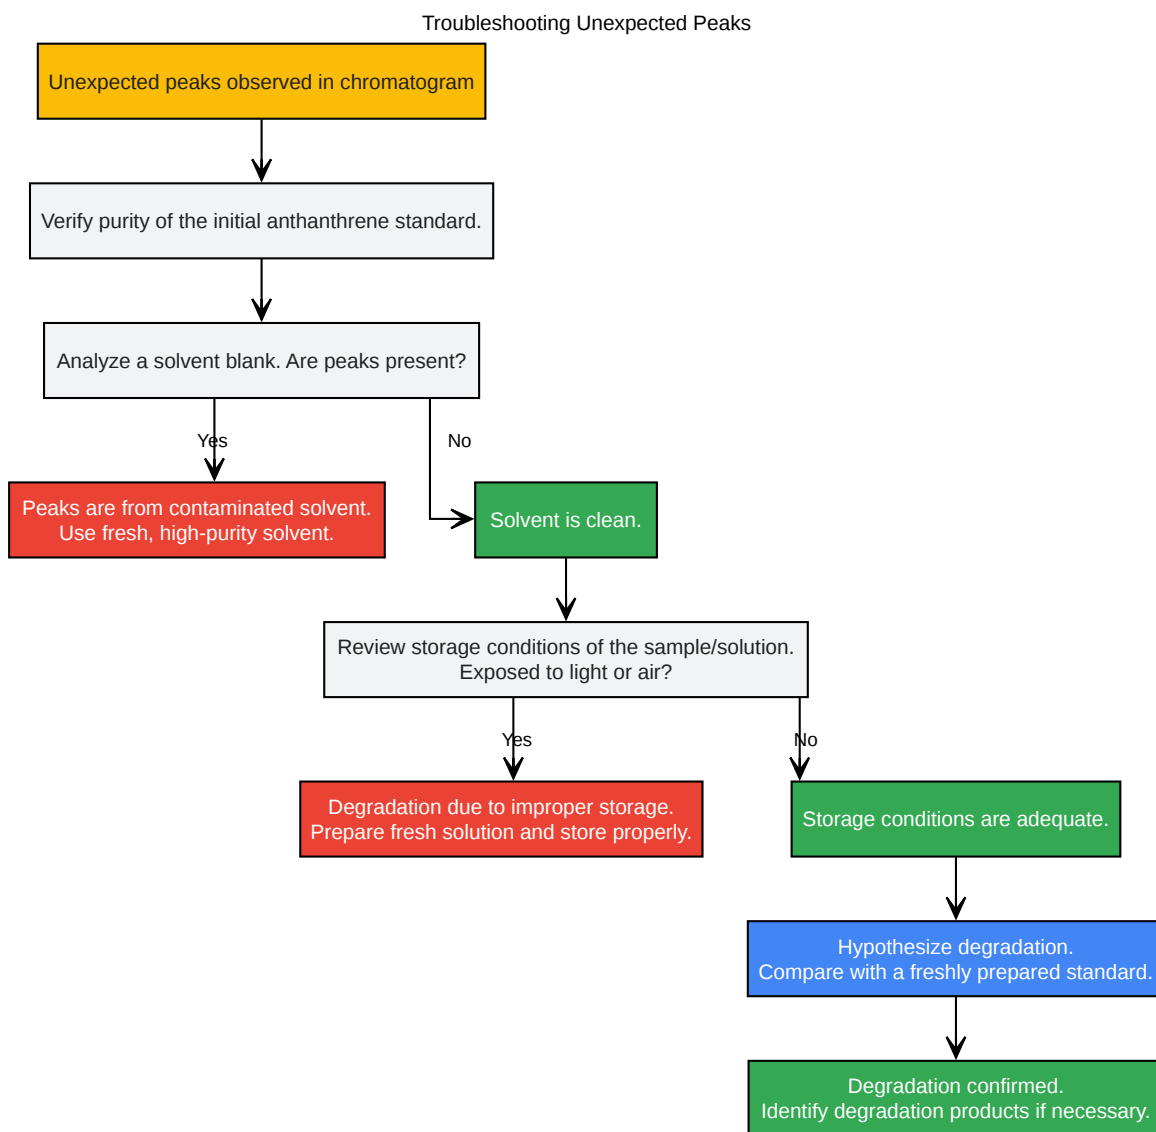 Troubleshooting Unexpected Peaks
Unexpected peaks observed in chromatogram
Verify purity of the initial anthanthrene standard.
Analyze a solvent blank. Are peaks present?
Yes
No
Peaks are from contaminated solvent.
Use fresh, high-purity solvent.
Solvent is clean.
Review storage conditions of the sample/solution.
Exposed to light or air?
Yes
No
Degradation due to improper storage.
Prepare fresh solution and store properly.
Storage conditions are adequate.
Hypothesize degradation.
Compare with a freshly prepared standard.
Degradation confirmed.
Identify degradation products if necessary.